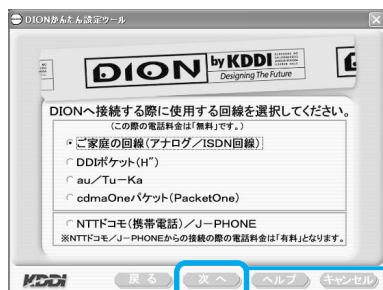 DIONかんたん設定ツール
DION by KDDI
Designing The Future
DIONへ接続する際に使用する回線を選択してください。
(この際の電話料金は「無料」です。)
ご家庭の回線(アナログ/ISDN回線)
DDIポケット(H")
au/Tu-Ka
cdmaOneパケット(PacketOne)
NTTドコモ(携帯電話)/J-PHONE
※NTTドコモ/J-PHONEからの接続の際の電話料金は「有料」となります。
KDDI 戻る 次へ ヘルプ キャンセル